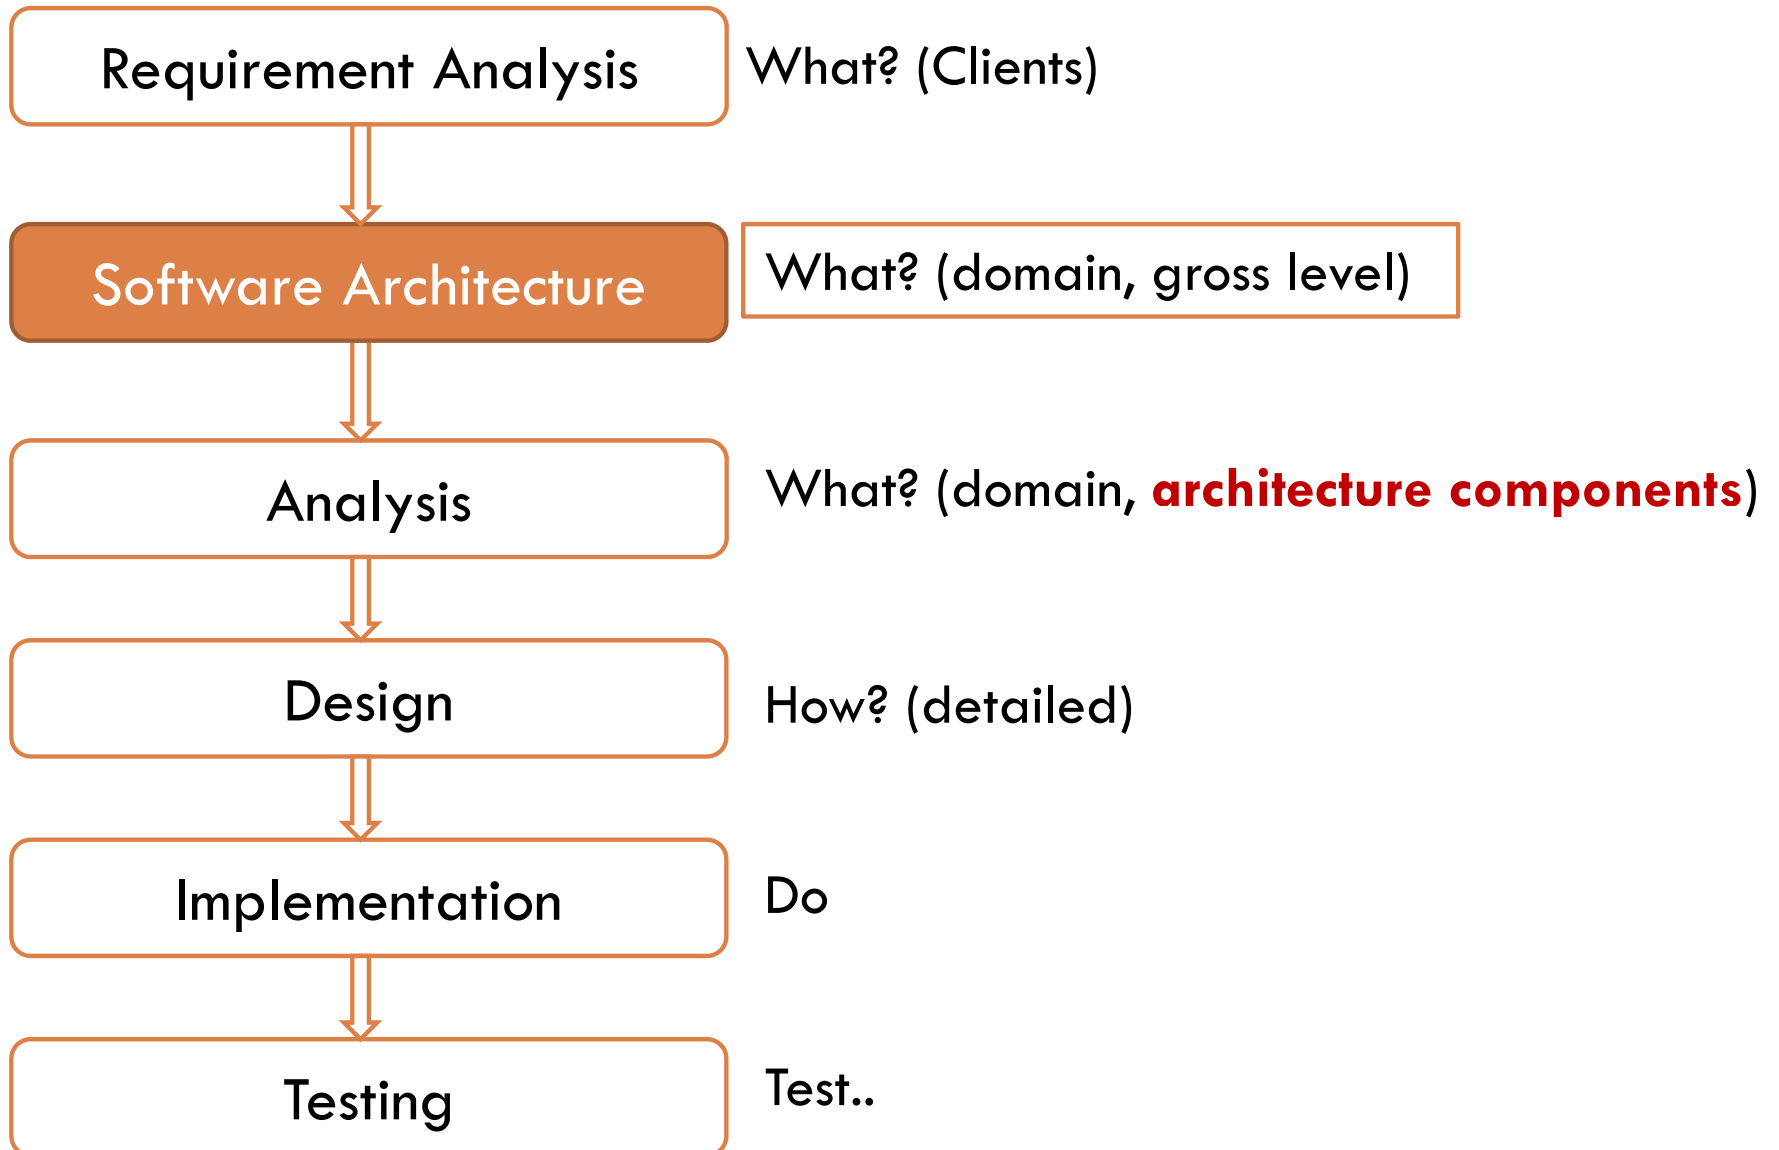 Requirement Analysis
What? (Clients)
Software Architecture
What? (domain, gross level)
Analysis
What? (domain, architecture components)
Design
How? (detailed)
Implementation
Do
Testing
Test..